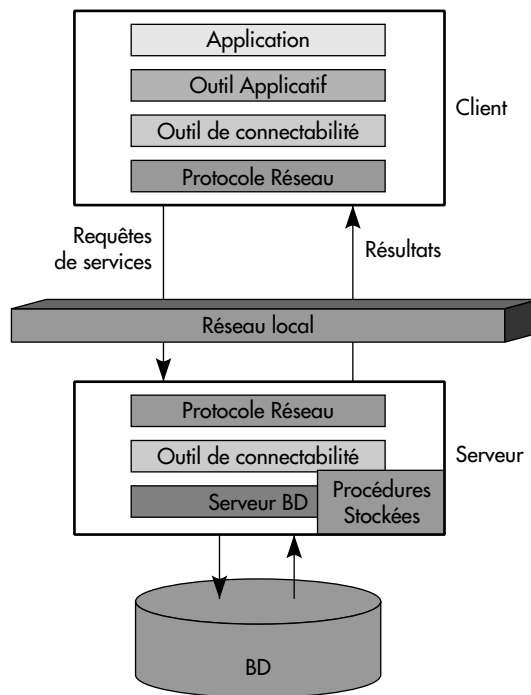 Application
Outil Applicatif
Outil de connectabilité
Protocole Réseau
Client
Requêtes
de services
Résultats
Réseau local
Protocole Réseau
Outil de connectabilité
Serveur BD
Procédures
Stockées
Serveur
BD